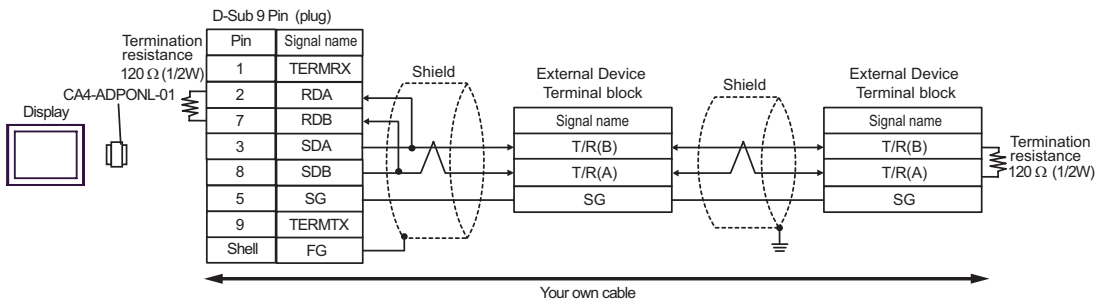 D-Sub 9 Pin (plug)
Termination
resistance
120 Ω (1/2W)
CA4-ADPONL-01
Display
Pin Signal name
1 TERMRX
2 RDA
7 RDB
3 SDA
8 SDB
5 SG
9 TERMTX
Shell FG
Shield
External Device
Terminal block
Signal name
T/R(B)
T/R(A)
SG
Shield
External Device
Terminal block
Signal name
T/R(B)
T/R(A)
SG
Termination
resistance
120 Ω (1/2W)
Your own cable